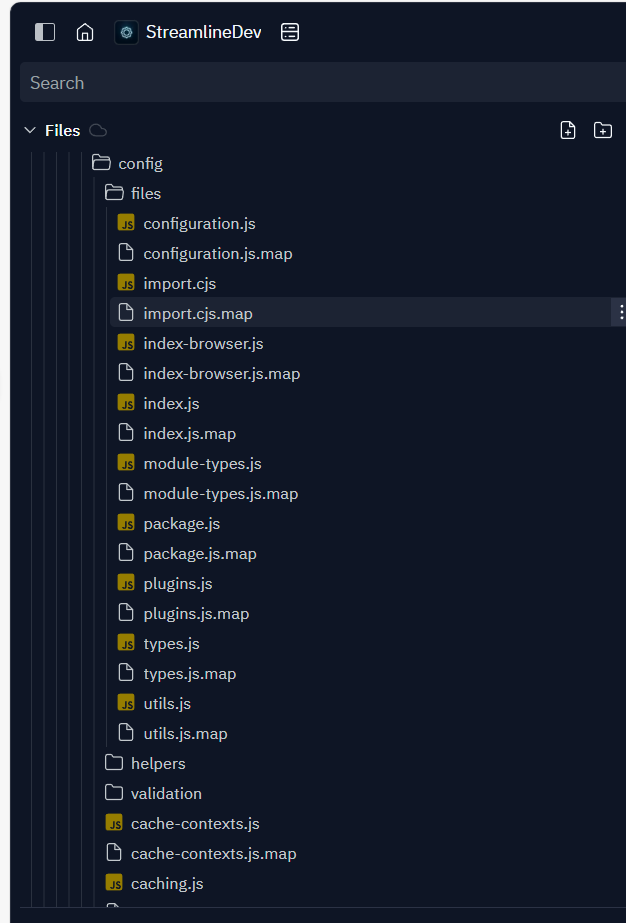 StreamlineDev
Search
Files
config
files
JS configuration.js
configuration.js.map
JS import.cjs
import.cjs.map
JS index-browser.js
index-browser.js.map
JS index.js
index.js.map
JS module-types.js
module-types.js.map
JS package.js
package.js.map
JS plugins.js
plugins.js.map
JS types.js
types.js.map
JS utils.js
utils.js.map
helpers
validation
JS cache-contexts.js
cache-contexts.js.map
JS caching.js